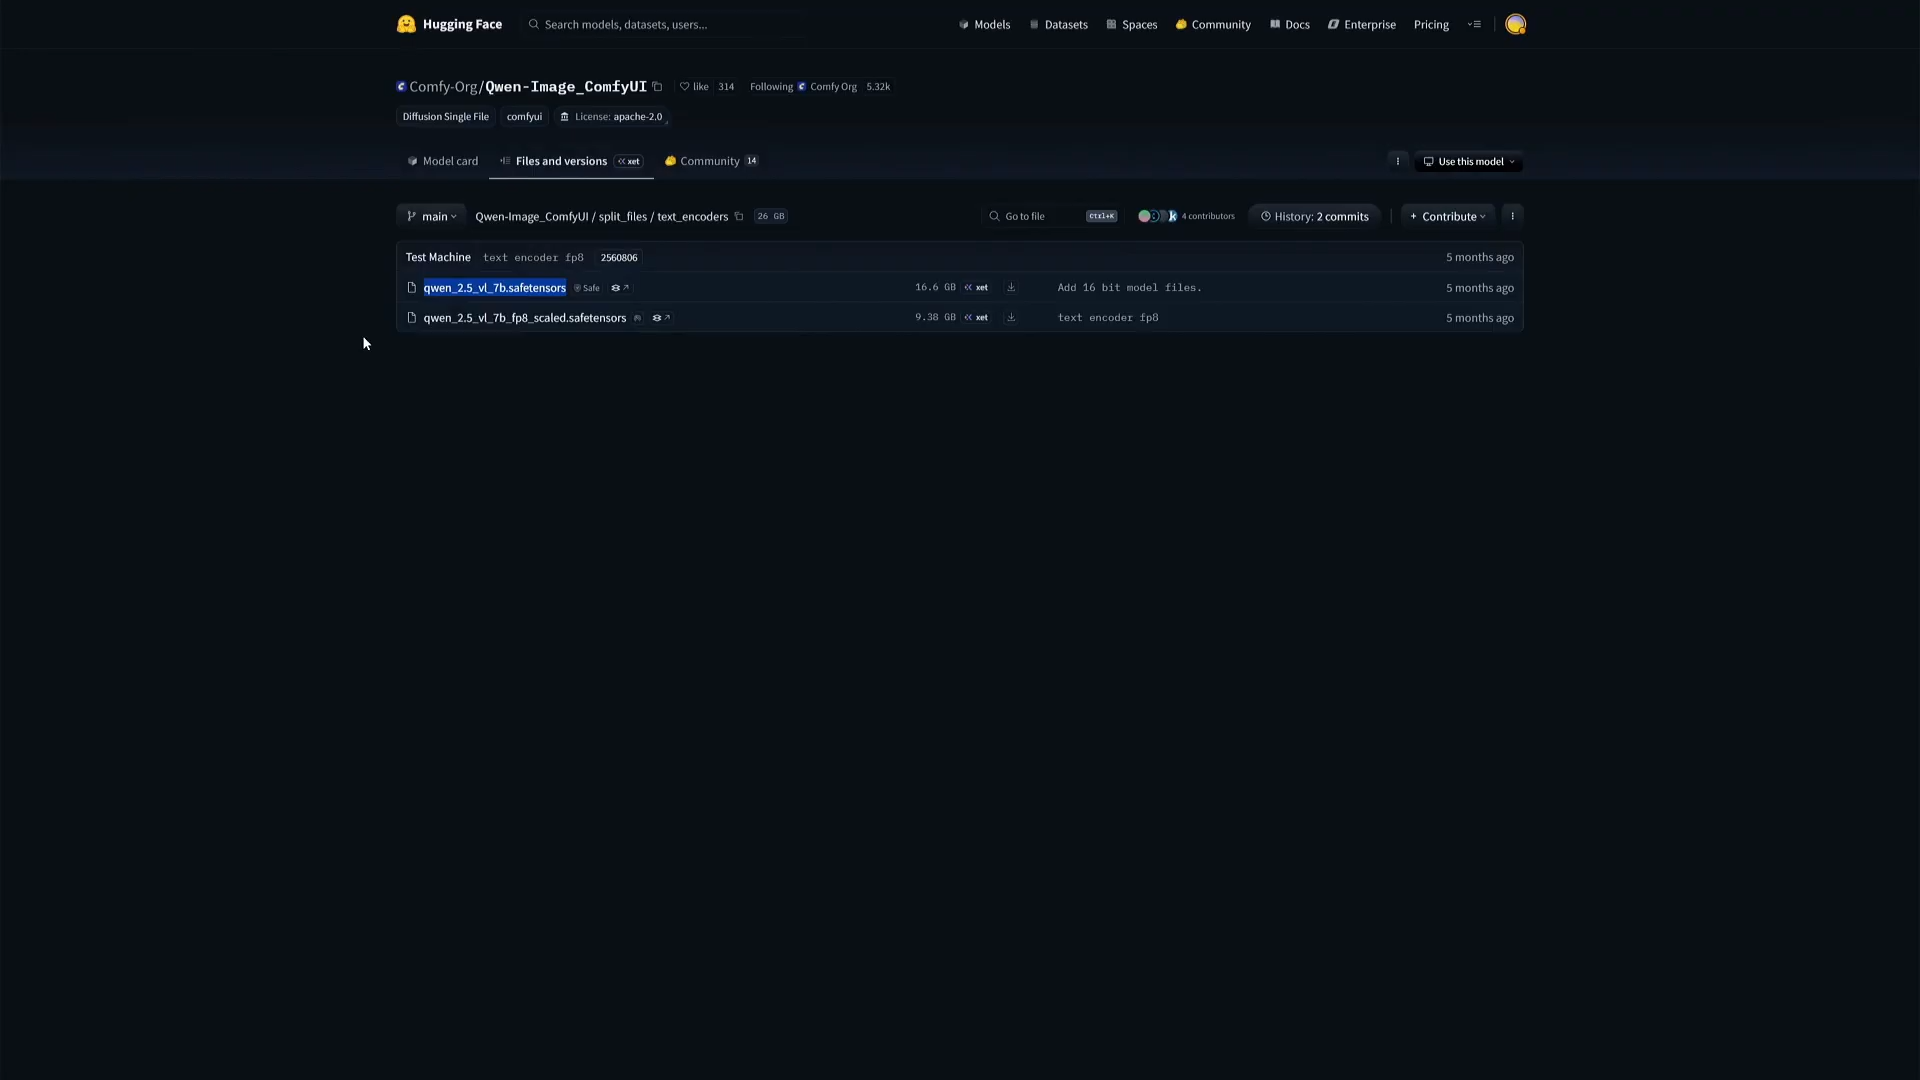 Hugging Face Search models, datasets, users... Models Datasets Spaces Community Docs Enterprise Pricing
Comfy-Org/Qwen-Image_ComfyUI like 314 Following Comfy Org 5.32k
Diffusion Single File comfyui License: apache-2.0
Model card Files and versions xet Community 14 Use this model
main Qwen-Image_ComfyUI / split_files / text_encoders 26 GB Go to file Ctrl+K 4 contributors History: 2 commits + Contribute
Test Machine text encoder fp8 2560806 5 months ago
qwen_2.5_vl_7b.safetensors Safe 16.6 GB xet Add 16 bit model files. 5 months ago
qwen_2.5_vl_7b_fp8_scaled.safetensors 9.38 GB xet text encoder fp8 5 months ago